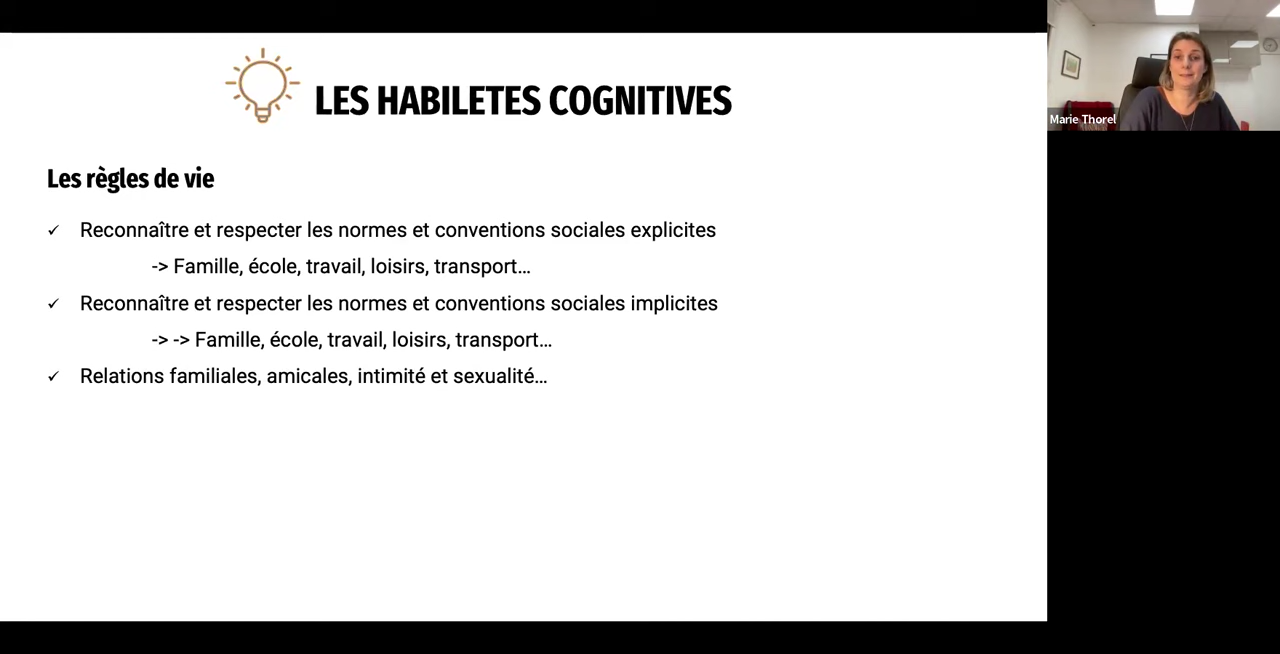 LES HABILETES COGNITIVES
Marie Thorel
Les règles de vie
✓ Reconnaître et respecter les normes et conventions sociales explicites
-> Famille, école, travail, loisirs, transport…
✓ Reconnaître et respecter les normes et conventions sociales implicites
-> -> Famille, école, travail, loisirs, transport…
✓ Relations familiales, amicales, intimité et sexualité…